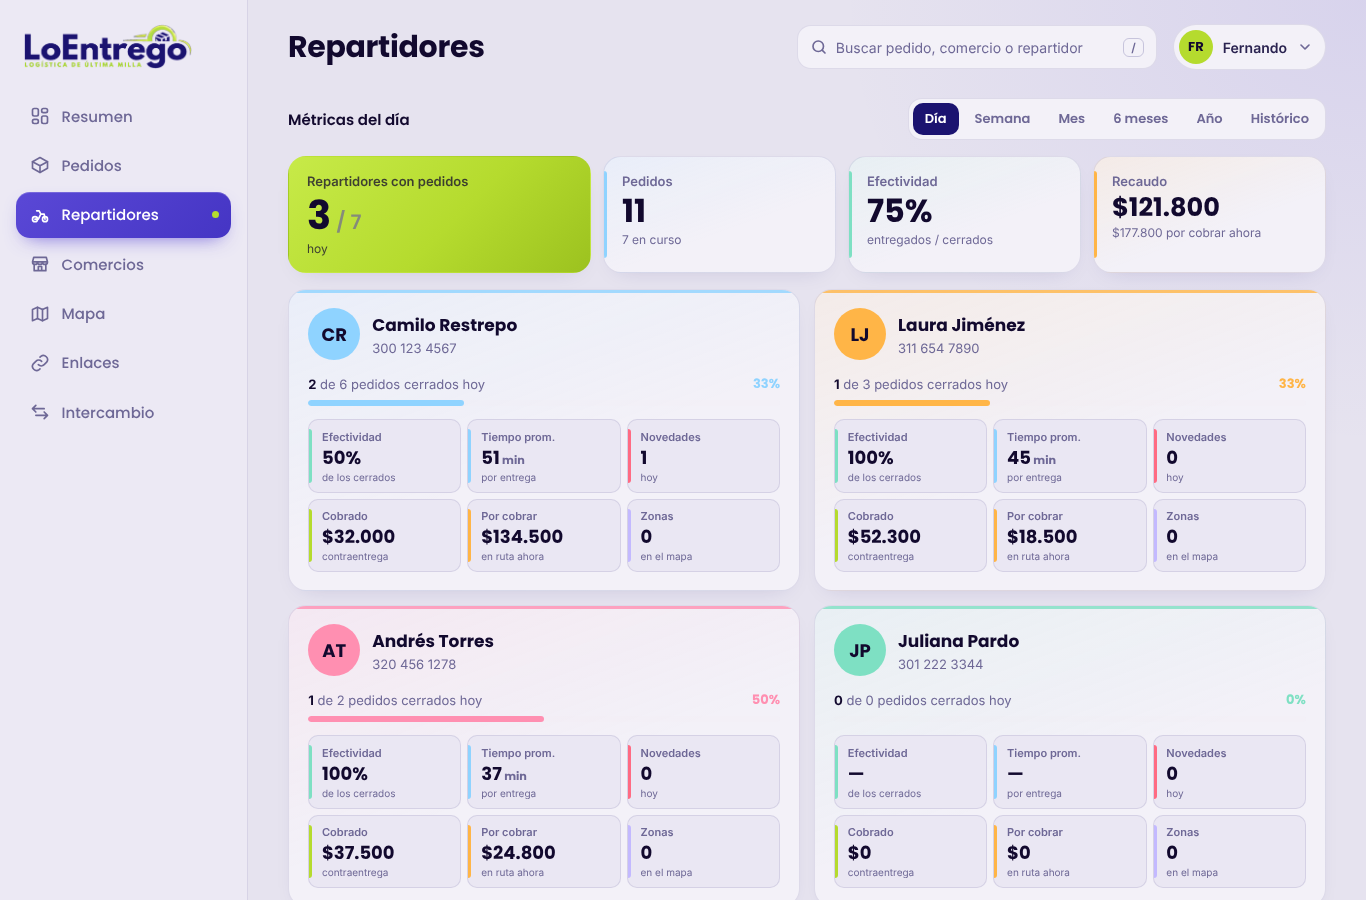 LoEntrego
LOGÍSTICA DE ÚLTIMA MILLA
Repartidores
Buscar pedido, comercio o repartidor
/
FR
Fernando
Resumen
Pedidos
Repartidores
Comercios
Mapa
Enlaces
Intercambio
Métricas del día
Día
Semana
Mes
6 meses
Año
Histórico
Repartidores con pedidos
3 / 7
hoy
Pedidos
11
7 en curso
Efectividad
75%
entregados / cerrados
Recaudo
$121.800
$177.800 por cobrar ahora
CR
Camilo Restrepo
300 123 4567
2 de 6 pedidos cerrados hoy
33%
Efectividad
50%
de los cerrados
Tiempo prom.
51 min
por entrega
Novedades
1
hoy
Cobrado
$32.000
contraentrega
Por cobrar
$134.500
en ruta ahora
Zonas
0
en el mapa
LJ
Laura Jiménez
311 654 7890
1 de 3 pedidos cerrados hoy
33%
Efectividad
100%
de los cerrados
Tiempo prom.
45 min
por entrega
Novedades
0
hoy
Cobrado
$52.300
contraentrega
Por cobrar
$18.500
en ruta ahora
Zonas
0
en el mapa
AT
Andrés Torres
320 456 1278
1 de 2 pedidos cerrados hoy
50%
Efectividad
100%
de los cerrados
Tiempo prom.
37 min
por entrega
Novedades
0
hoy
Cobrado
$37.500
contraentrega
Por cobrar
$24.800
en ruta ahora
Zonas
0
en el mapa
JP
Juliana Pardo
301 222 3344
0 de 0 pedidos cerrados hoy
0%
Efectividad
—
de los cerrados
Tiempo prom.
—
por entrega
Novedades
0
hoy
Cobrado
$0
contraentrega
Por cobrar
$0
en ruta ahora
Zonas
0
en el mapa